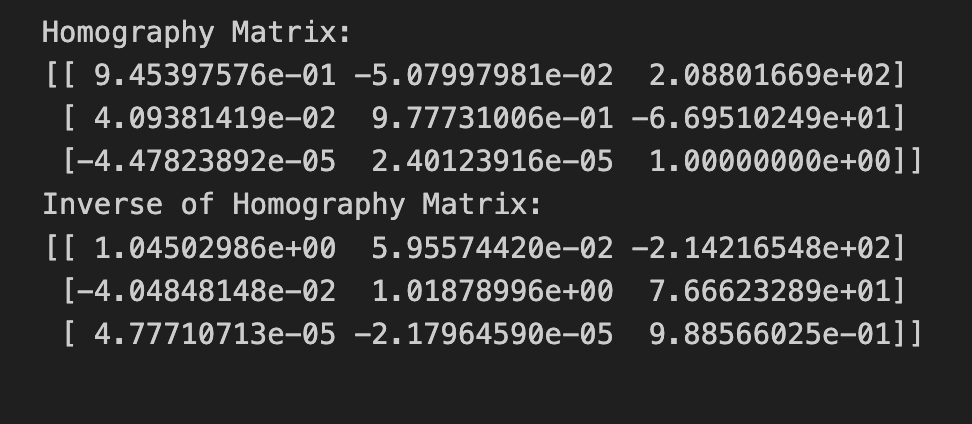 Homography Matrix:
[[ 9.45397576e-01 -5.07997981e-02  2.08801669e+02]
 [ 4.09381419e-02  9.77731006e-01 -6.69510249e+01]
 [-4.47823892e-05  2.40123916e-05  1.00000000e+00]]
Inverse of Homography Matrix:
[[ 1.04502986e+00  5.95574420e-02 -2.14216548e+02]
 [-4.04848148e-02  1.01878996e+00  7.66623289e+01]
 [ 4.77710713e-05 -2.17964590e-05  9.88566025e-01]]